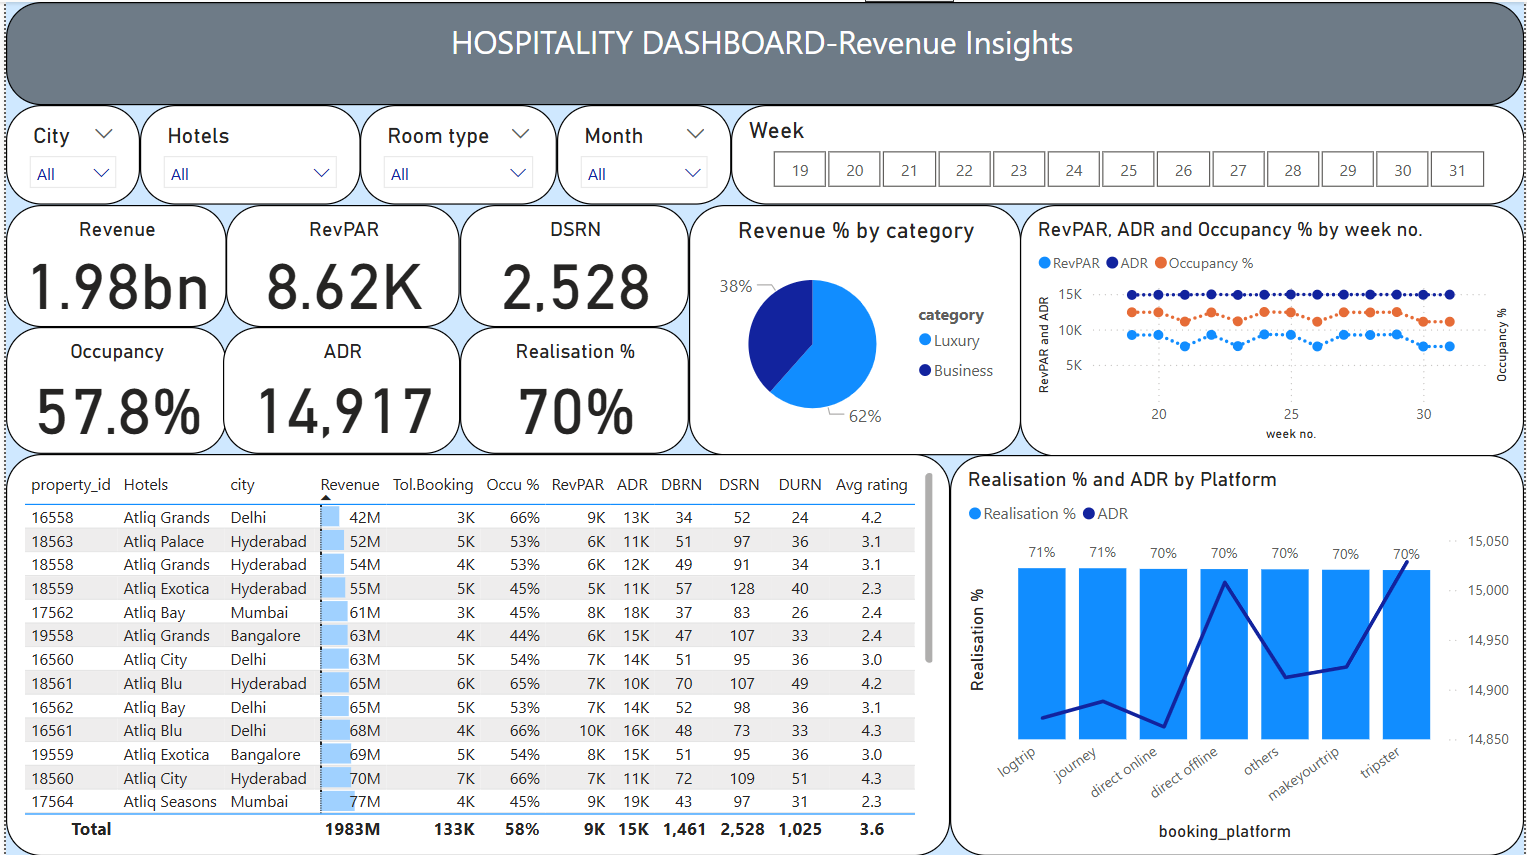 HOSPITALITY DASHBOARD-Revenue Insights
City
All
Hotels
All
Room type
All
Month
All
Week
19 20 21 22 23 24 25 26 27 28 29 30 31
Revenue
1.98bn
RevPAR
8.62K
DSRN
2,528
Occupancy
57.8%
ADR
14,917
Realisation %
70%
Revenue % by category
38%
62%
category
Luxury
Business
RevPAR, ADR and Occupancy % by week no.
RevPAR ADR Occupancy %
15K
10K
5K
RevPAR and ADR
Occupancy %
20 25 30
week no.
property_id Hotels city Revenue Tol.Booking Occu % RevPAR ADR DBRN DSRN DURN Avg rating
16558 Atliq Grands Delhi 42M 3K 66% 9K 13K 34 52 24 4.2
18563 Atliq Palace Hyderabad 52M 5K 53% 6K 11K 51 97 36 3.1
18558 Atliq Grands Hyderabad 54M 4K 53% 6K 12K 49 91 34 3.1
18559 Atliq Exotica Hyderabad 55M 5K 45% 5K 11K 57 128 40 2.3
17562 Atliq Bay Mumbai 61M 3K 45% 8K 18K 37 83 26 2.4
19558 Atliq Grands Bangalore 63M 4K 44% 6K 15K 47 107 33 2.4
16560 Atliq City Delhi 63M 5K 54% 7K 14K 51 95 36 3.0
18561 Atliq Blu Hyderabad 65M 6K 65% 7K 10K 70 107 49 4.2
16562 Atliq Bay Delhi 65M 5K 53% 7K 14K 52 98 36 3.1
16561 Atliq Blu Delhi 68M 4K 66% 10K 16K 48 73 33 4.3
19559 Atliq Exotica Bangalore 69M 5K 54% 8K 15K 51 95 36 3.0
18560 Atliq City Hyderabad 70M 7K 66% 7K 11K 72 109 51 4.3
17564 Atliq Seasons Mumbai 77M 4K 45% 9K 19K 43 97 31 2.3
Total 1983M 133K 58% 9K 15K 1,461 2,528 1,025 3.6
Realisation % and ADR by Platform
Realisation % ADR
71% 71% 70% 70% 70% 70% 70%
15,050
15,000
14,950
14,900
14,850
Realisation %
logtrip journey direct online direct offline others makeyourtrip tripster
booking_platform